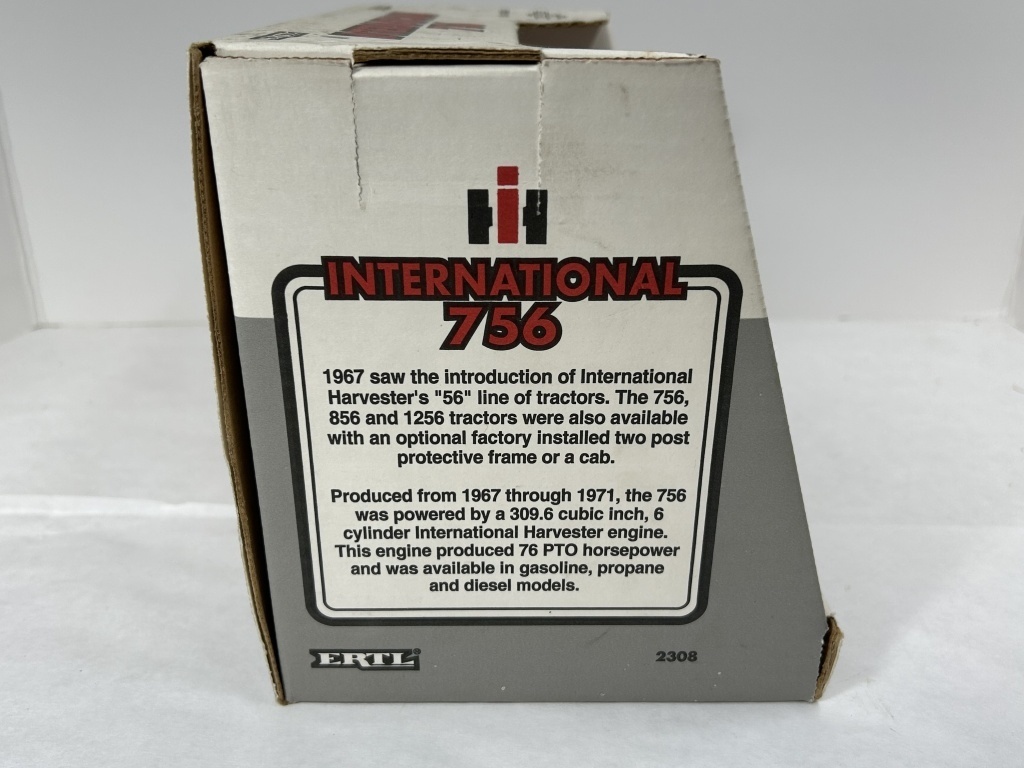 INTERNATIONAL
756
1967 saw the introduction of International
Harvester's "56" line of tractors. The 756,
856 and 1256 tractors were also available
with an optional factory installed two post
protective frame or a cab.
Produced from 1967 through 1971, the 756
was powered by a 309.6 cubic inch, 6
cylinder International Harvester engine.
This engine produced 76 PTO horsepower
and was available in gasoline, propane
and diesel models.
ERTL
2308